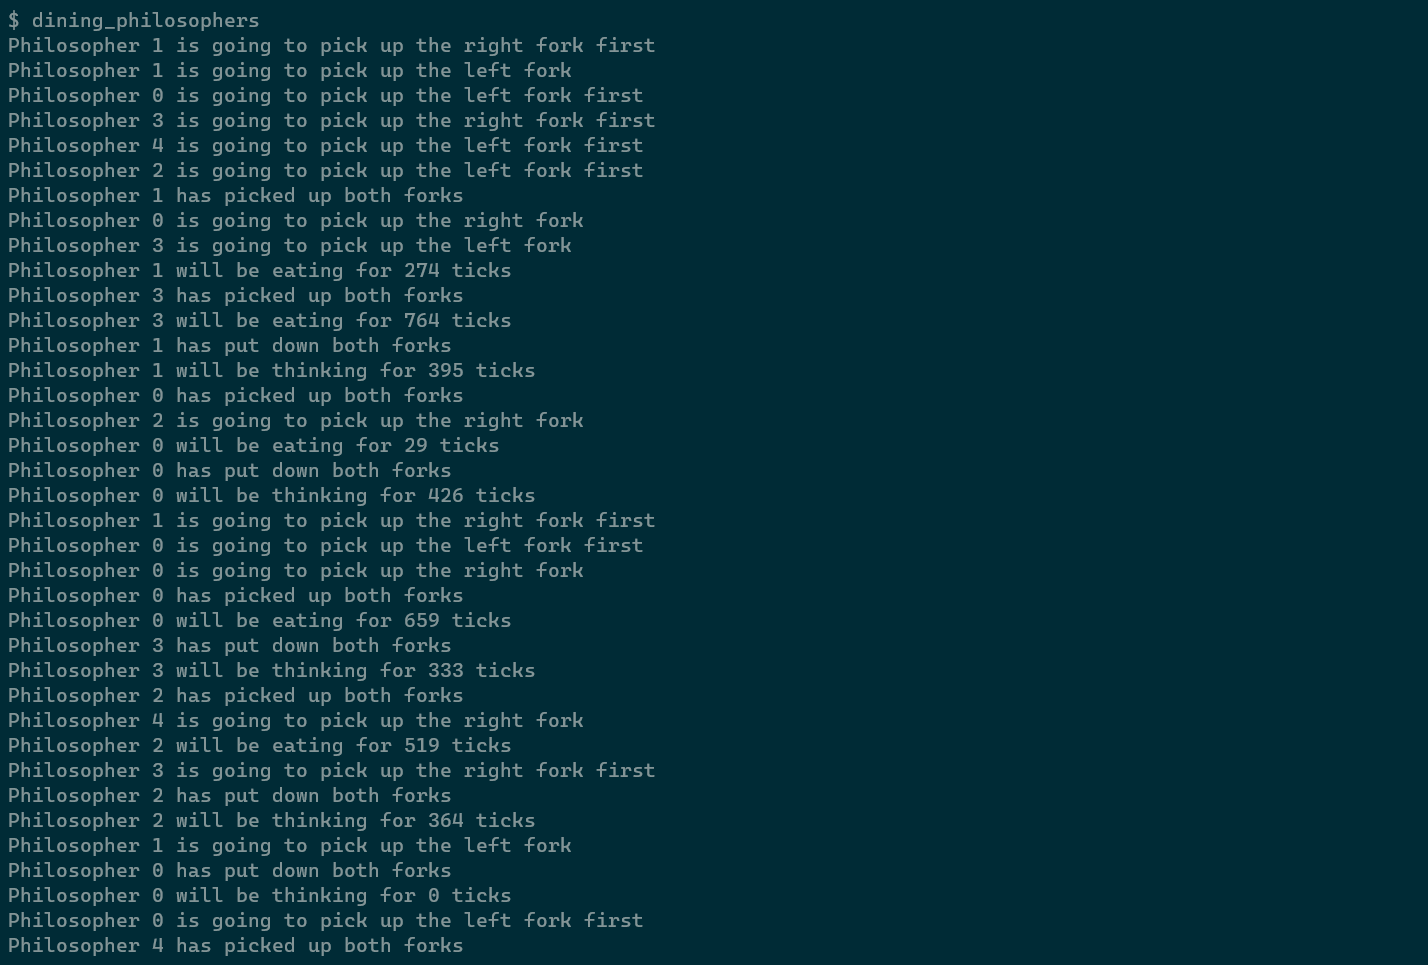 $ dining_philosophers
Philosopher 1 is going to pick up the right fork first
Philosopher 1 is going to pick up the left fork
Philosopher 0 is going to pick up the left fork first
Philosopher 3 is going to pick up the right fork first
Philosopher 4 is going to pick up the left fork first
Philosopher 2 is going to pick up the left fork first
Philosopher 1 has picked up both forks
Philosopher 0 is going to pick up the right fork
Philosopher 3 is going to pick up the left fork
Philosopher 1 will be eating for 274 ticks
Philosopher 3 has picked up both forks
Philosopher 3 will be eating for 764 ticks
Philosopher 1 has put down both forks
Philosopher 1 will be thinking for 395 ticks
Philosopher 0 has picked up both forks
Philosopher 2 is going to pick up the right fork
Philosopher 0 will be eating for 29 ticks
Philosopher 0 has put down both forks
Philosopher 0 will be thinking for 426 ticks
Philosopher 1 is going to pick up the right fork first
Philosopher 0 is going to pick up the left fork first
Philosopher 0 is going to pick up the right fork
Philosopher 0 has picked up both forks
Philosopher 0 will be eating for 659 ticks
Philosopher 3 has put down both forks
Philosopher 3 will be thinking for 333 ticks
Philosopher 2 has picked up both forks
Philosopher 4 is going to pick up the right fork
Philosopher 2 will be eating for 519 ticks
Philosopher 3 is going to pick up the right fork first
Philosopher 2 has put down both forks
Philosopher 2 will be thinking for 364 ticks
Philosopher 1 is going to pick up the left fork
Philosopher 0 has put down both forks
Philosopher 0 will be thinking for 0 ticks
Philosopher 0 is going to pick up the left fork first
Philosopher 4 has picked up both forks